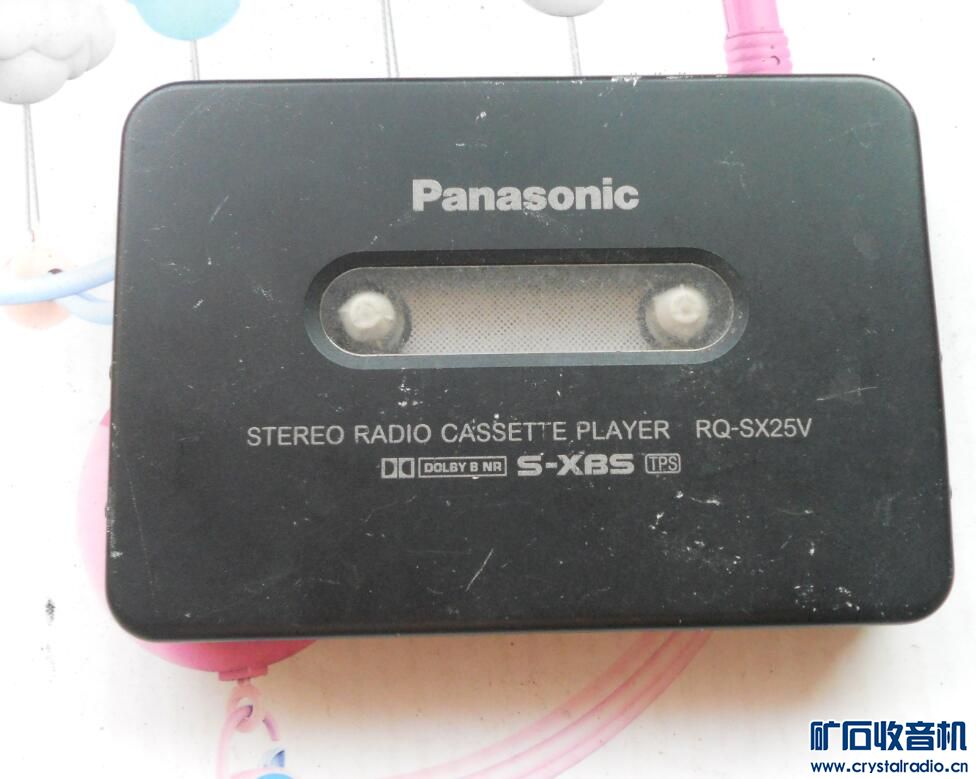 Panasonic
STEREO RADIO CASSETTE PLAYER RQ-SX25V
DOLBY B NR S-XBS TPS
矿石收音机
www.crystalradio.cn